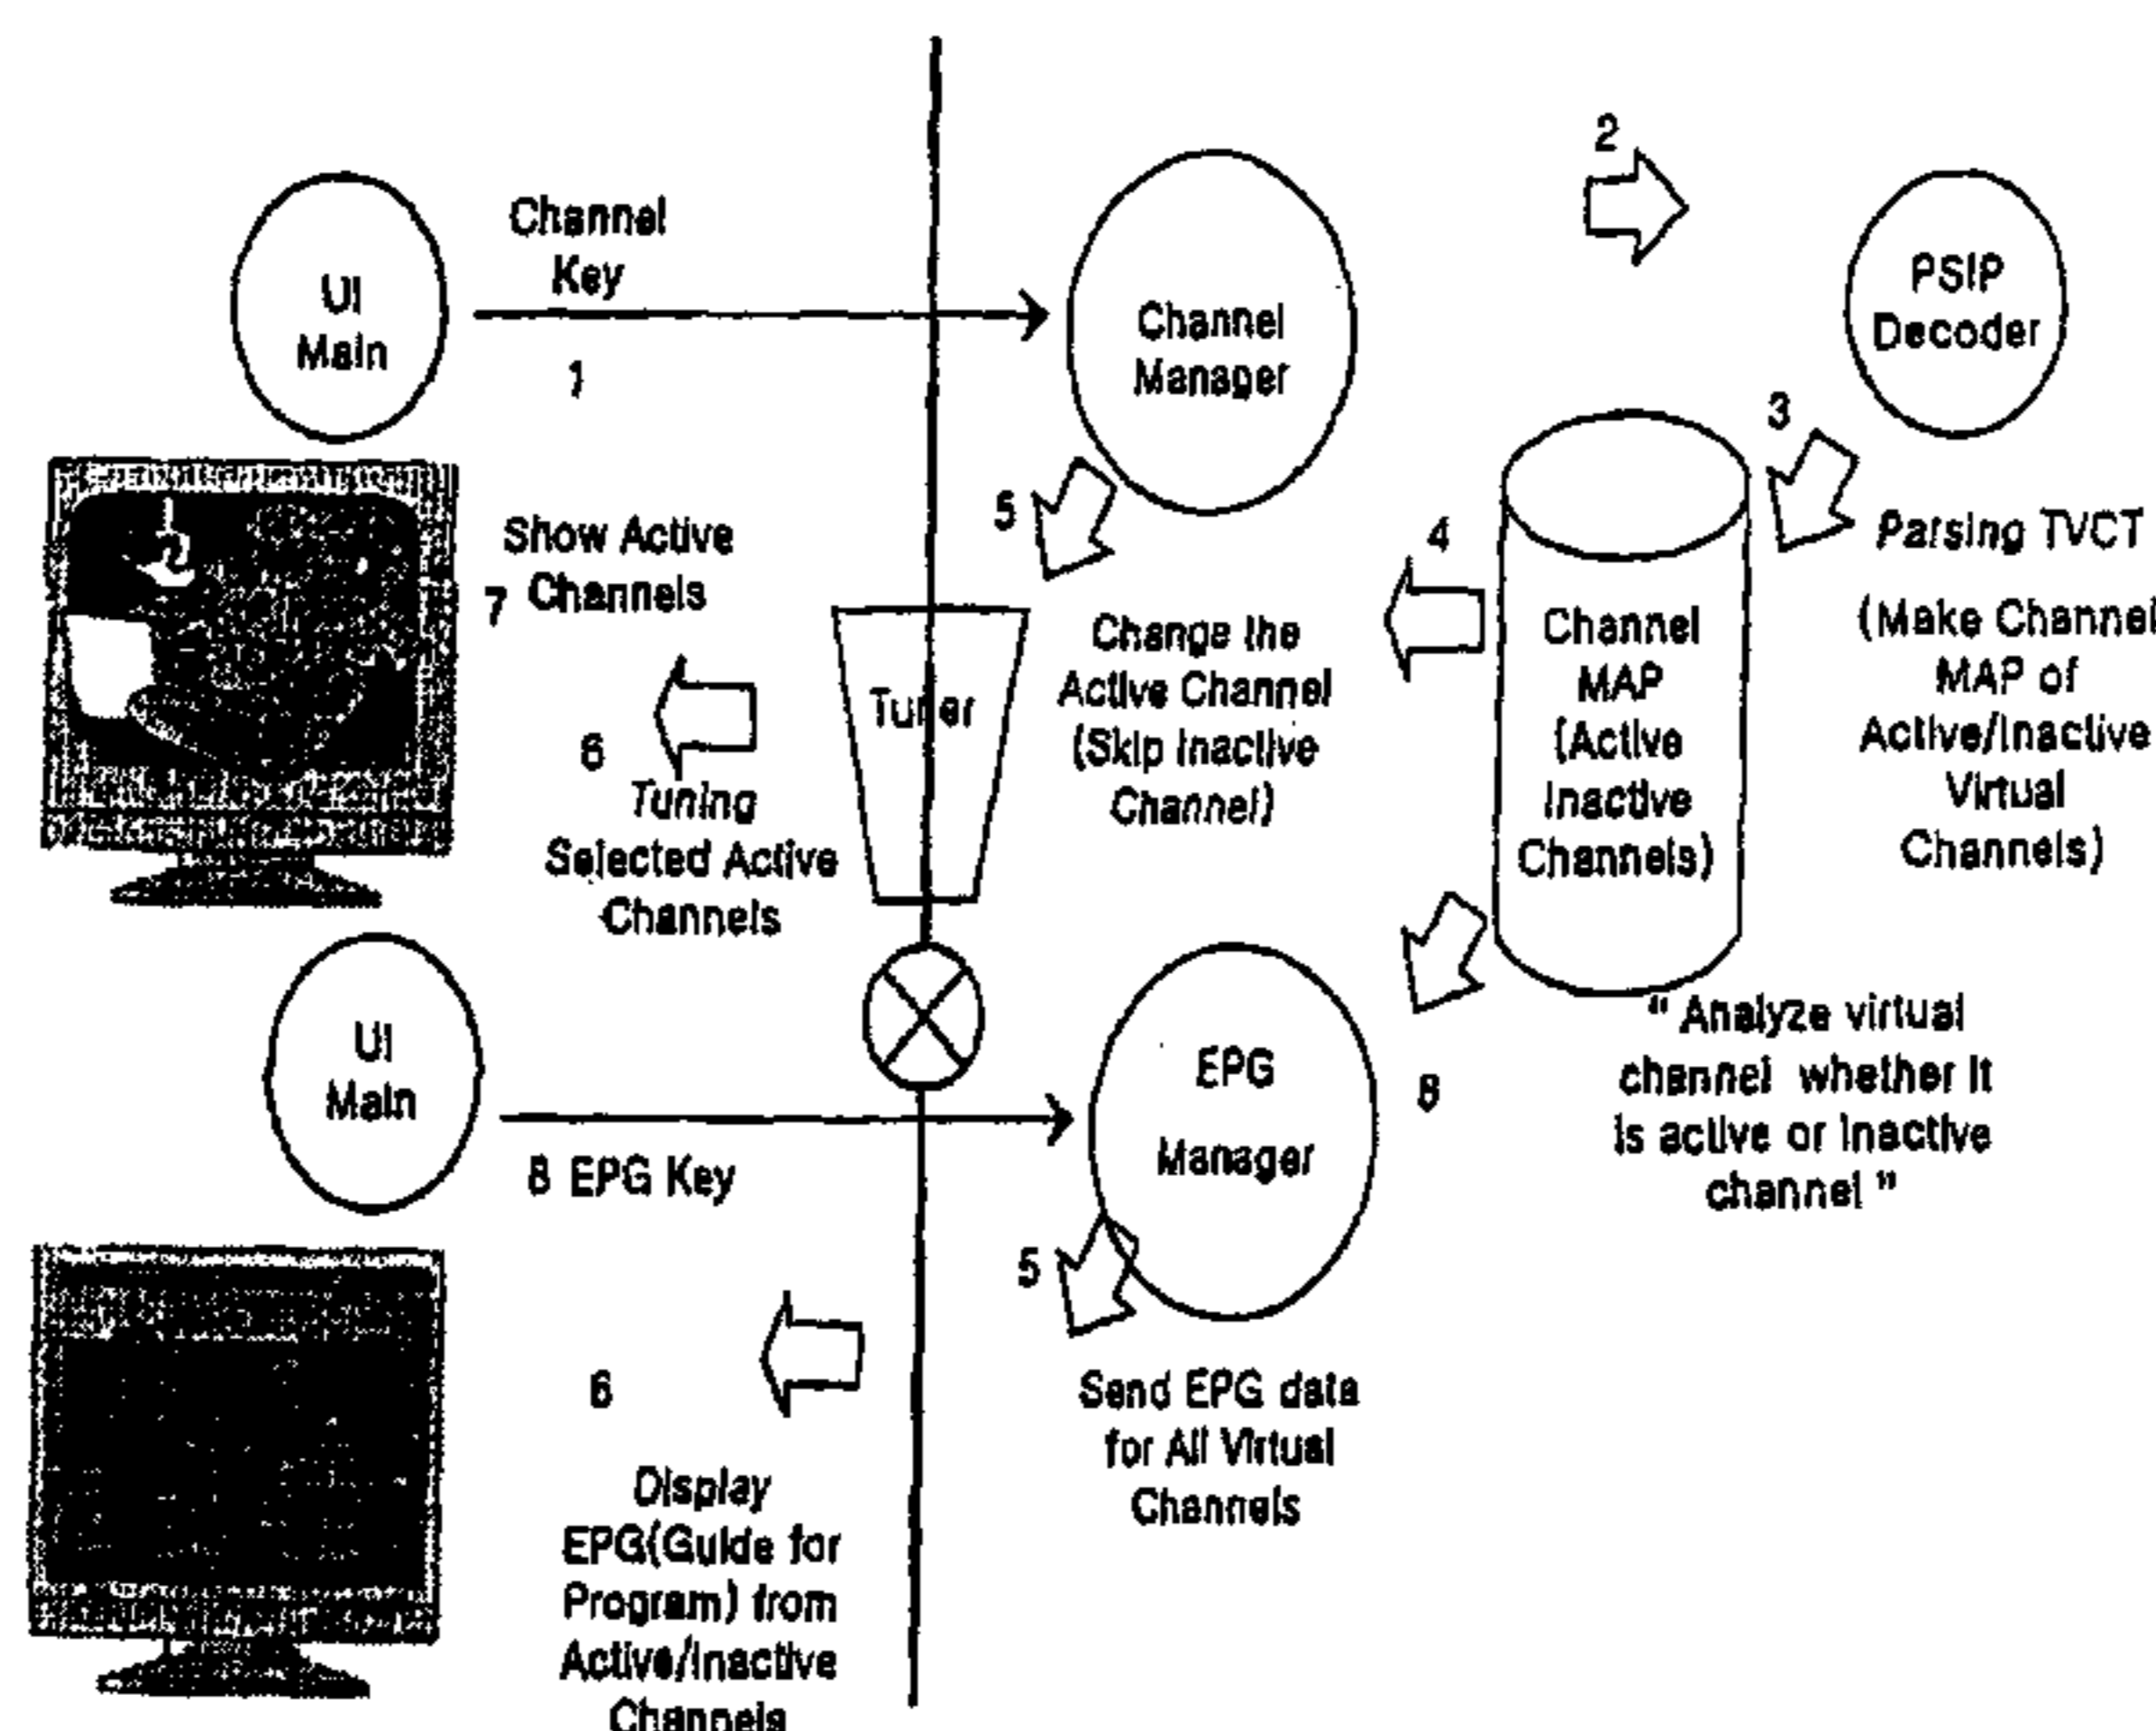 2
UI
Main
Channel
Key
1
Channel
Manager
PSIP
Decoder
3
Parsing TVCT
(Make Channel
MAP of
Active/Inactive
Virtual
Channels)
Channel
MAP
(Active
Inactive
Channels)
4
5
Change the
Active Channel
(Skip Inactive
Channel)
Tuner
6
Tuning
Selected Active
Channels
7
Show Active
Channels
UI
Main
8 EPG Key
EPG
Manager
8
" Analyze virtual
channel whether it
is active or inactive
channel "
5
Send EPG data
for All Virtual
Channels
6
Display
EPG(Guide for
Program) from
Active/Inactive
Channels